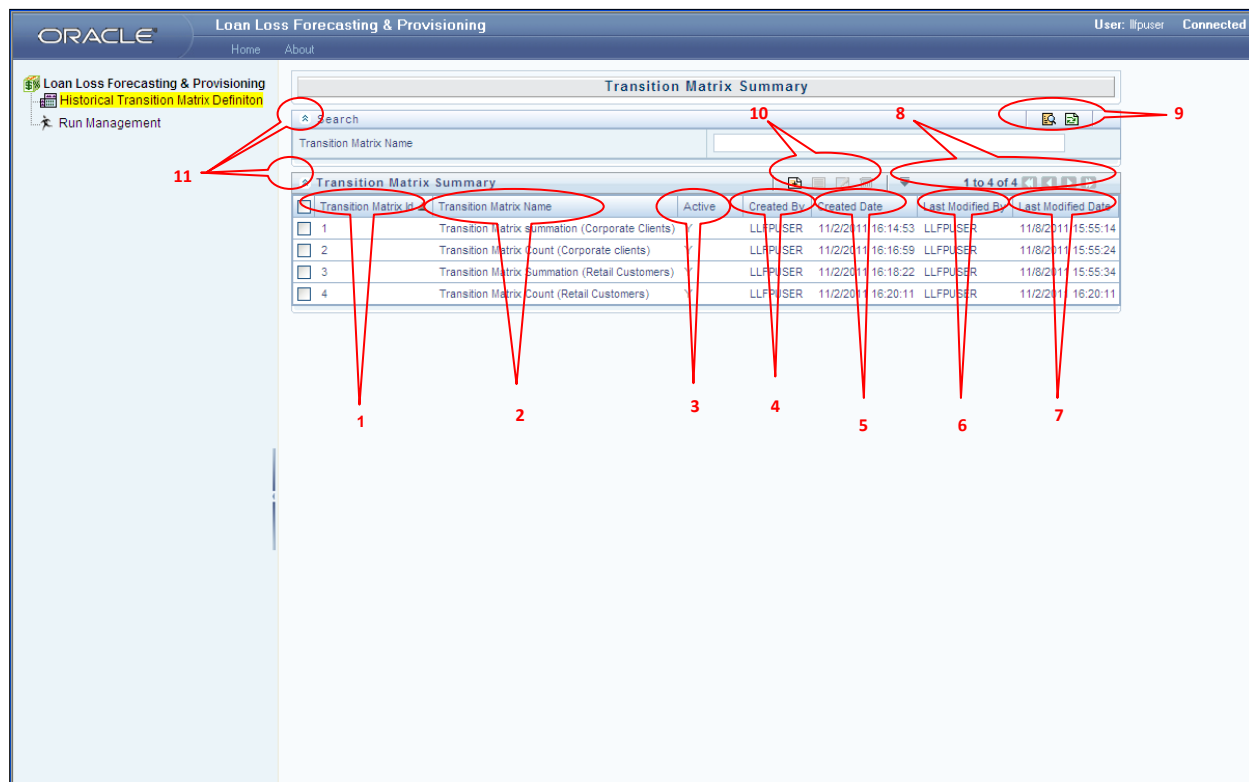 ORACLE
Loan Loss Forecasting & Provisioning
User: llfpuser Connected
Home About
Loan Loss Forecasting & Provisioning
Historical Transition Matrix Definiton
Run Management
Transition Matrix Summary
Search
Transition Matrix Name
10
8
9
11
Transition Matrix Summary
1 to 4 of 4
Transition Matrix Id Transition Matrix Name Active Created By Created Date Last Modified By Last Modified Date
1 Transition Matrix summation (Corporate Clients) Y LLFPUSER 11/2/2011 16:14:53 LLFPUSER 11/8/2011 15:55:14
2 Transition Matrix Count (Corporate clients) Y LLFPUSER 11/2/2011 16:16:59 LLFPUSER 11/8/2011 15:55:24
3 Transition Matrix Summation (Retail Customers) Y LLFPUSER 11/2/2011 16:18:22 LLFPUSER 11/8/2011 15:55:34
4 Transition Matrix Count (Retail Customers) Y LLFPUSER 11/2/2011 16:20:11 LLFPUSER 11/2/2011 16:20:11
1
2
3
4
5
6
7